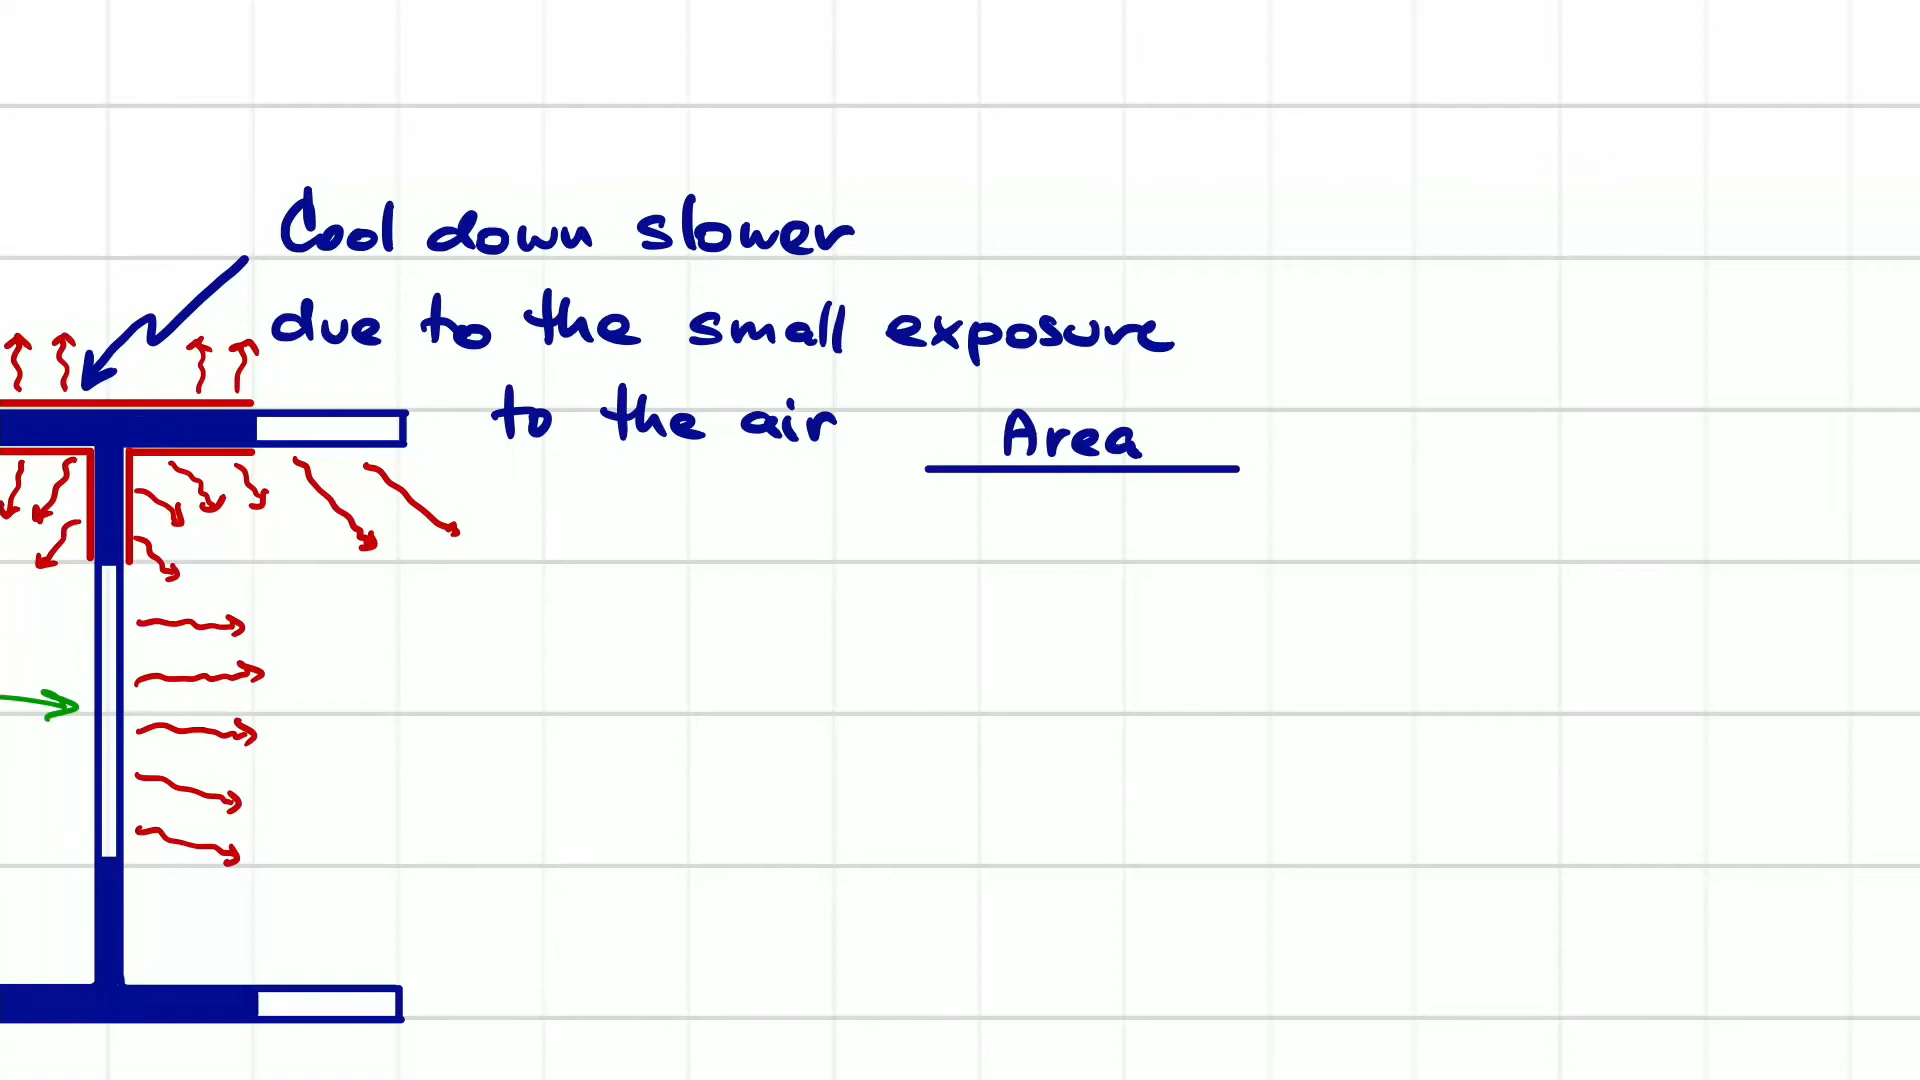 Cool down slower
due to the small exposure
to the air
Area